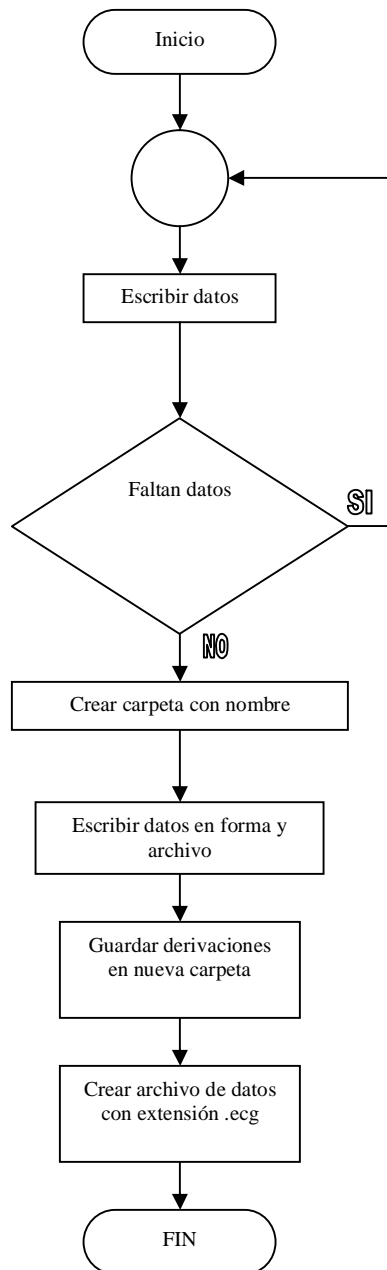 Inicio
Escribir datos
Faltan datos
SI
NO
Crear carpeta con nombre
Escribir datos en forma y
archivo
Guardar derivaciones
en nueva carpeta
Crear archivo de datos
con extensión .ecg
FIN